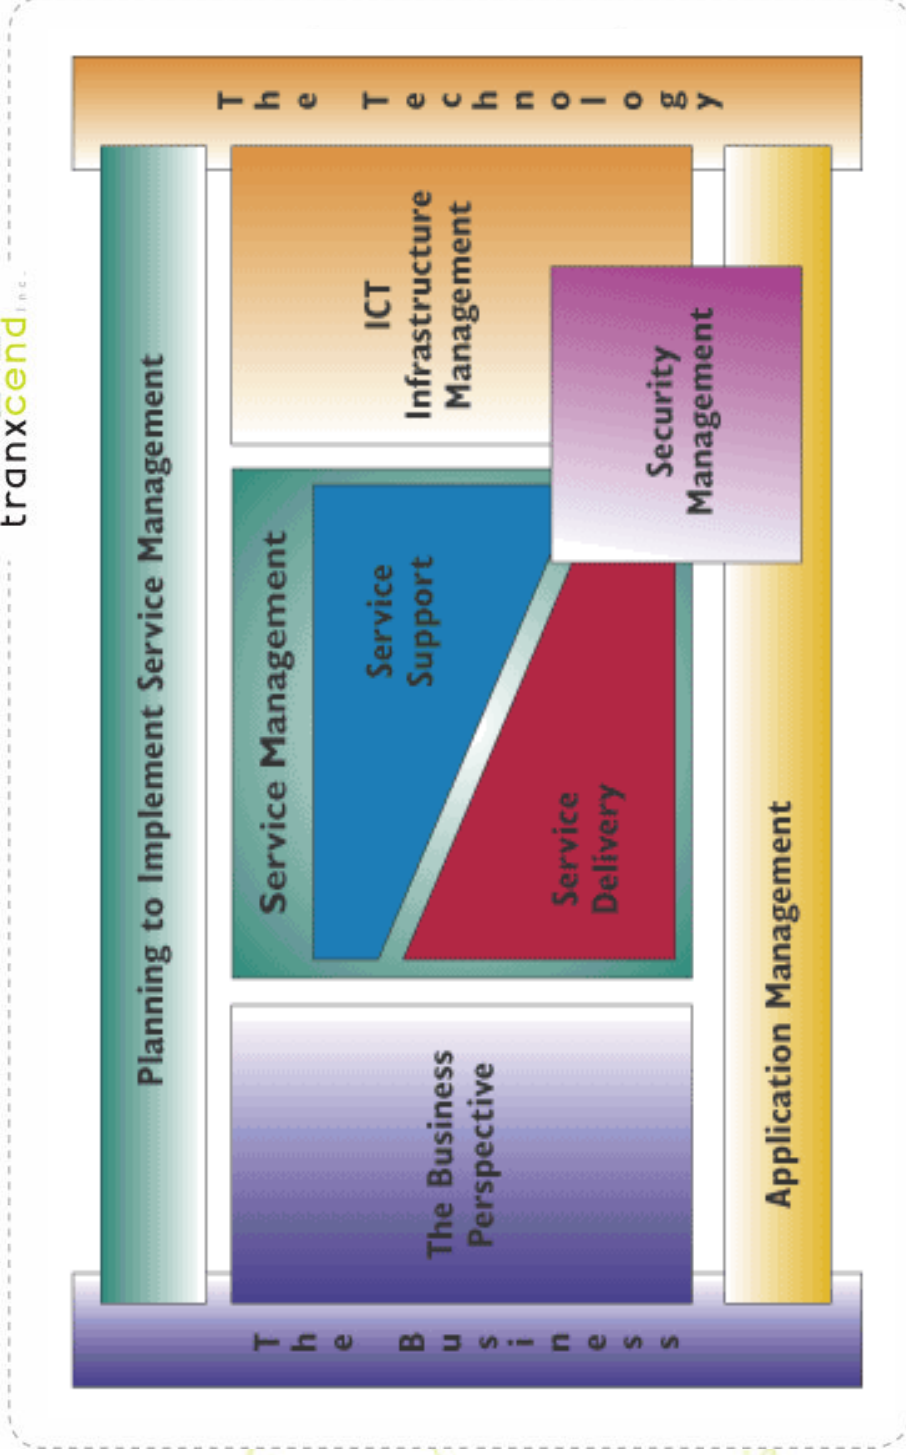 tranxcend inc.
Planning to Implement Service Management
The Business
The Business
Perspective
Service Management
Service
Support
Service
Delivery
ICT
Infrastructure
Management
Security
Management
The Technology
Application Management